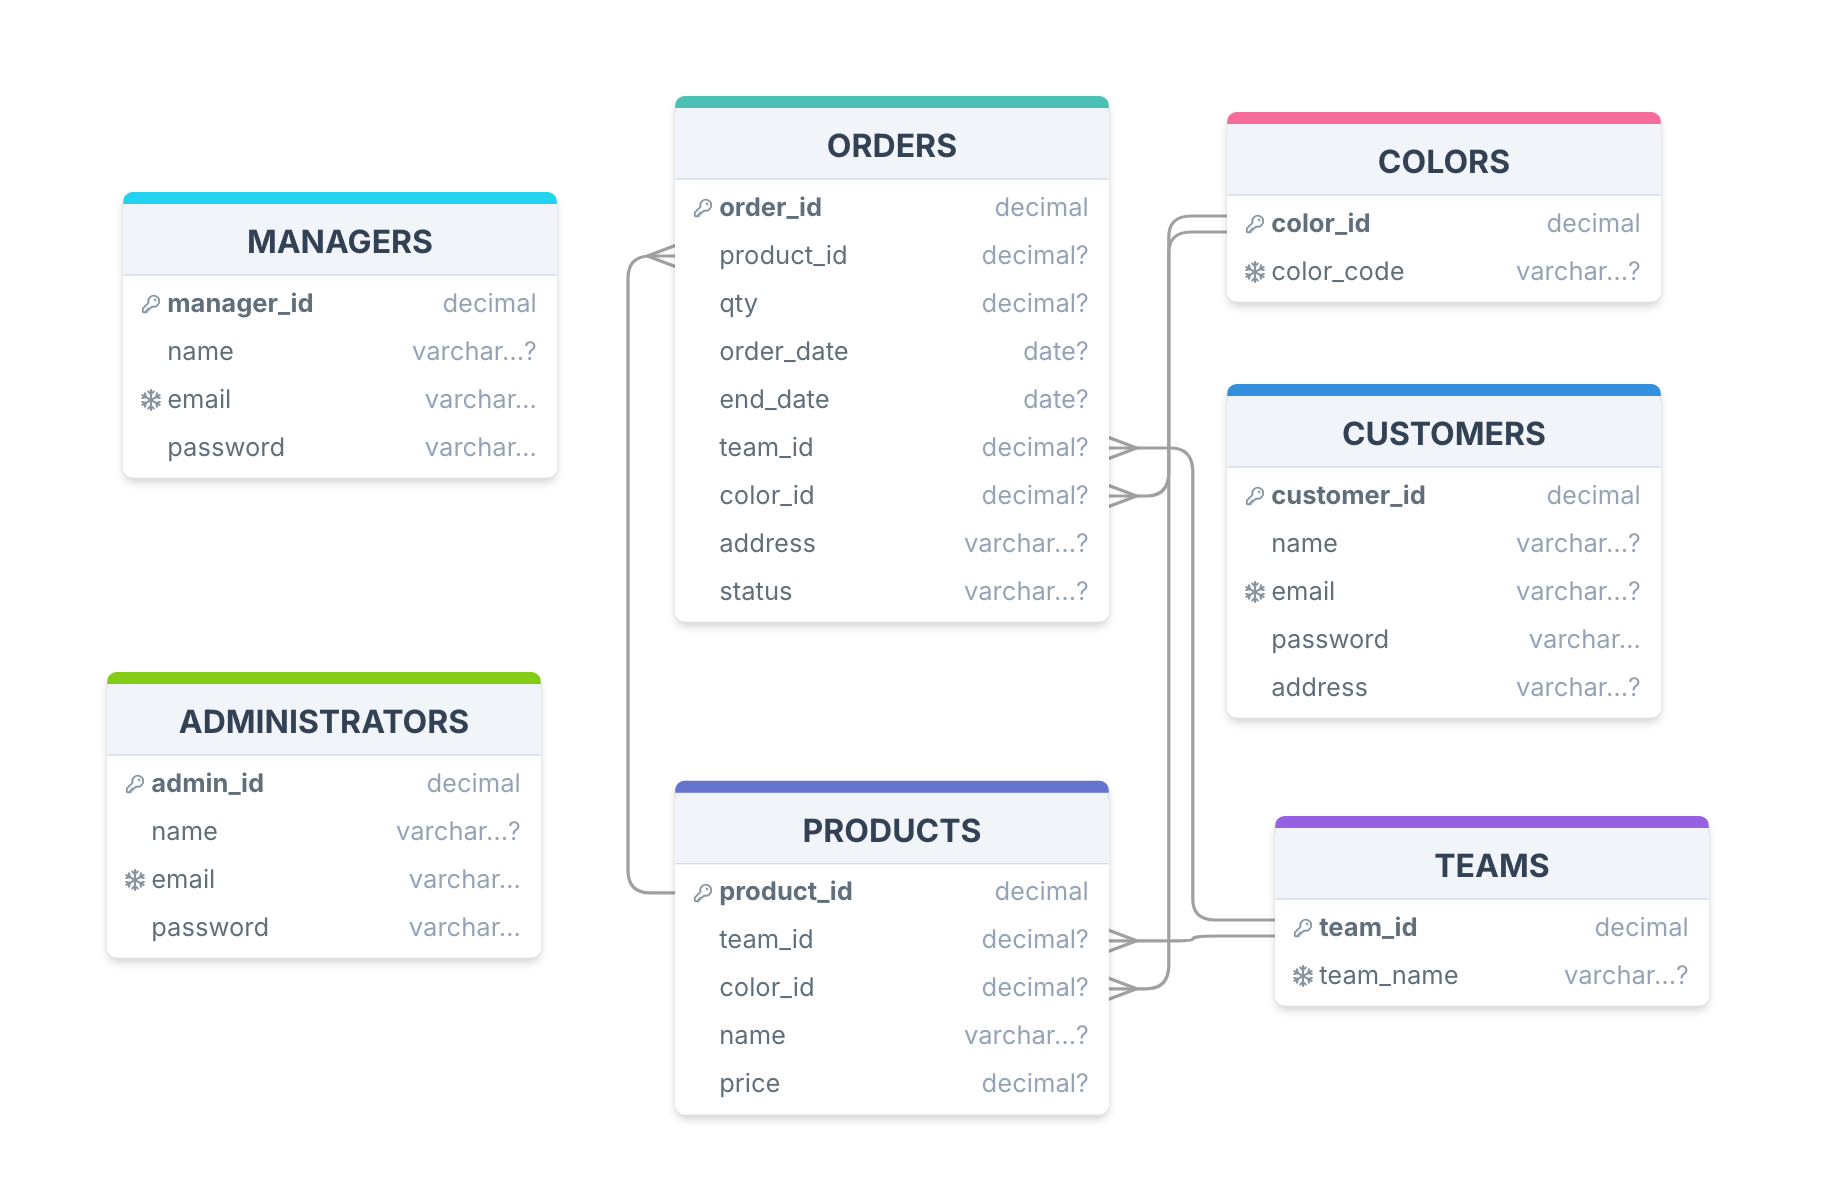 MANAGERS
manager_id decimal
name varchar...?
email varchar...
password varchar...
ADMINISTRATORS
admin_id decimal
name varchar...?
email varchar...
password varchar...
ORDERS
order_id decimal
product_id decimal?
qty decimal?
order_date date?
end_date date?
team_id decimal?
color_id decimal?
address varchar...?
status varchar...?
PRODUCTS
product_id decimal
team_id decimal?
color_id decimal?
name varchar...?
price decimal?
COLORS
color_id decimal
color_code varchar...?
CUSTOMERS
customer_id decimal
name varchar...?
email varchar...?
password varchar...
address varchar...?
TEAMS
team_id decimal
team_name varchar...?